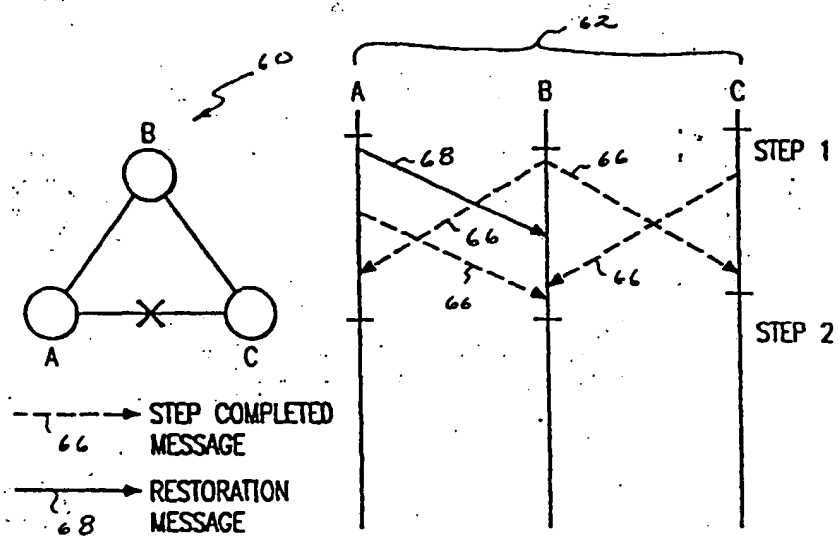 62
60
A B C
B
68
66
STEP 1
66
66
66
A C
STEP 2
STEP COMPLETED
66 MESSAGE
RESTORATION
68 MESSAGE